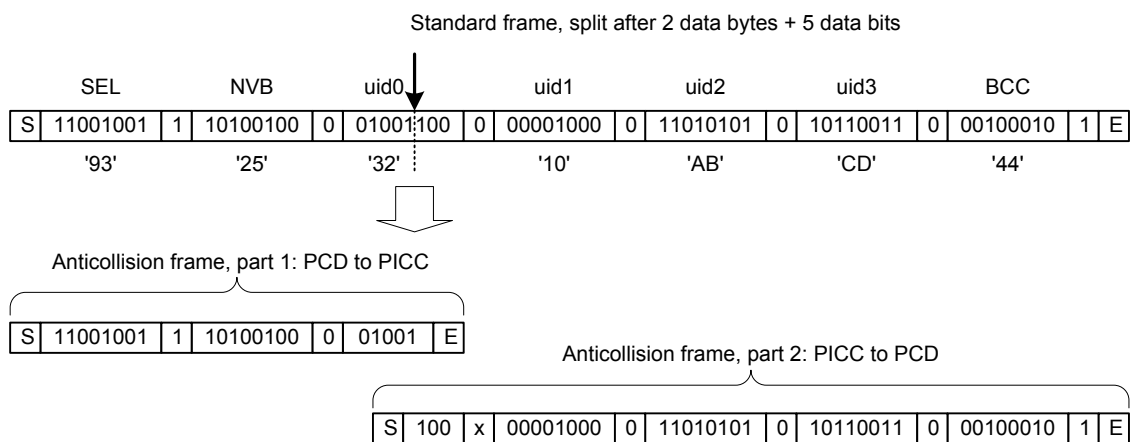 Standard frame, split after 2 data bytes + 5 data bits
SEL NVB uid0 uid1 uid2 uid3 BCC
S 11001001 1 10100100 0 01001100 0 00001000 0 11010101 0 10110011 0 00100010 1 E
'93' '25' '32' '10' 'AB' 'CD' '44'
Anticollision frame, part 1: PCD to PICC
S 11001001 1 10100100 0 01001 E
Anticollision frame, part 2: PICC to PCD
S 100 x 00001000 0 11010101 0 10110011 0 00100010 1 E